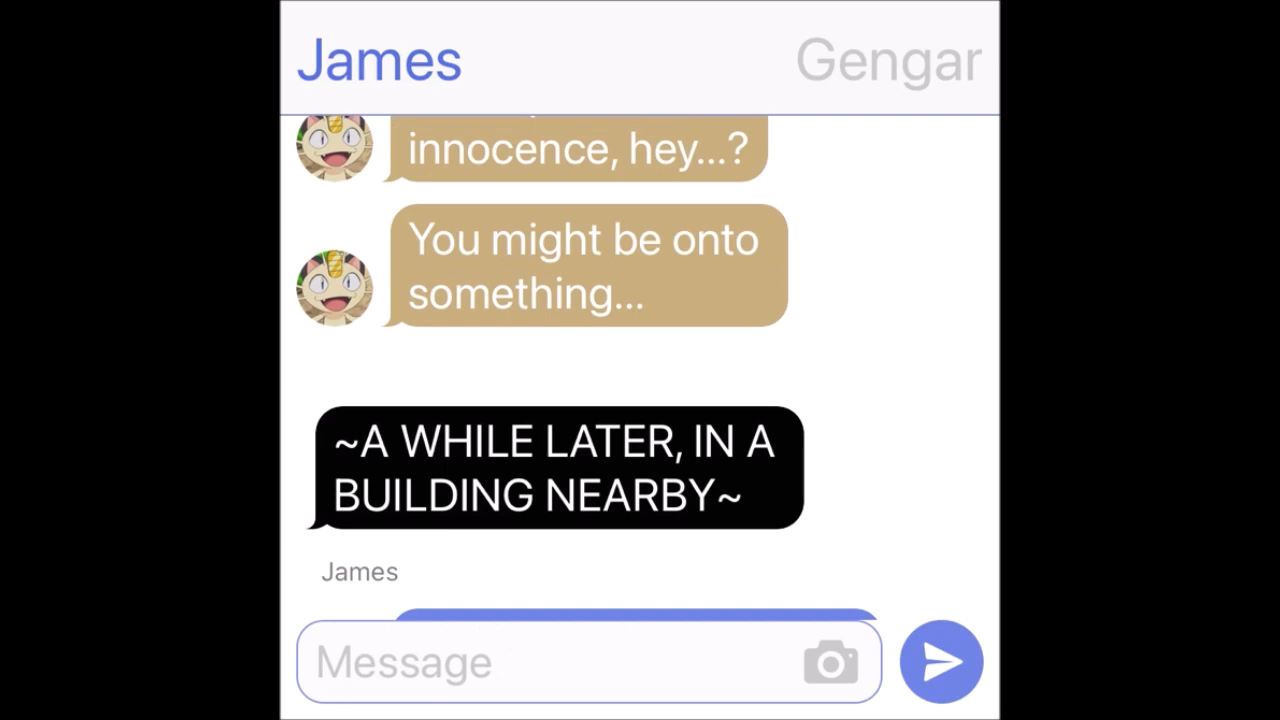 James
Gengar
innocence, hey...?
You might be onto
something...
~A WHILE LATER, IN A
BUILDING NEARBY~
James
Message